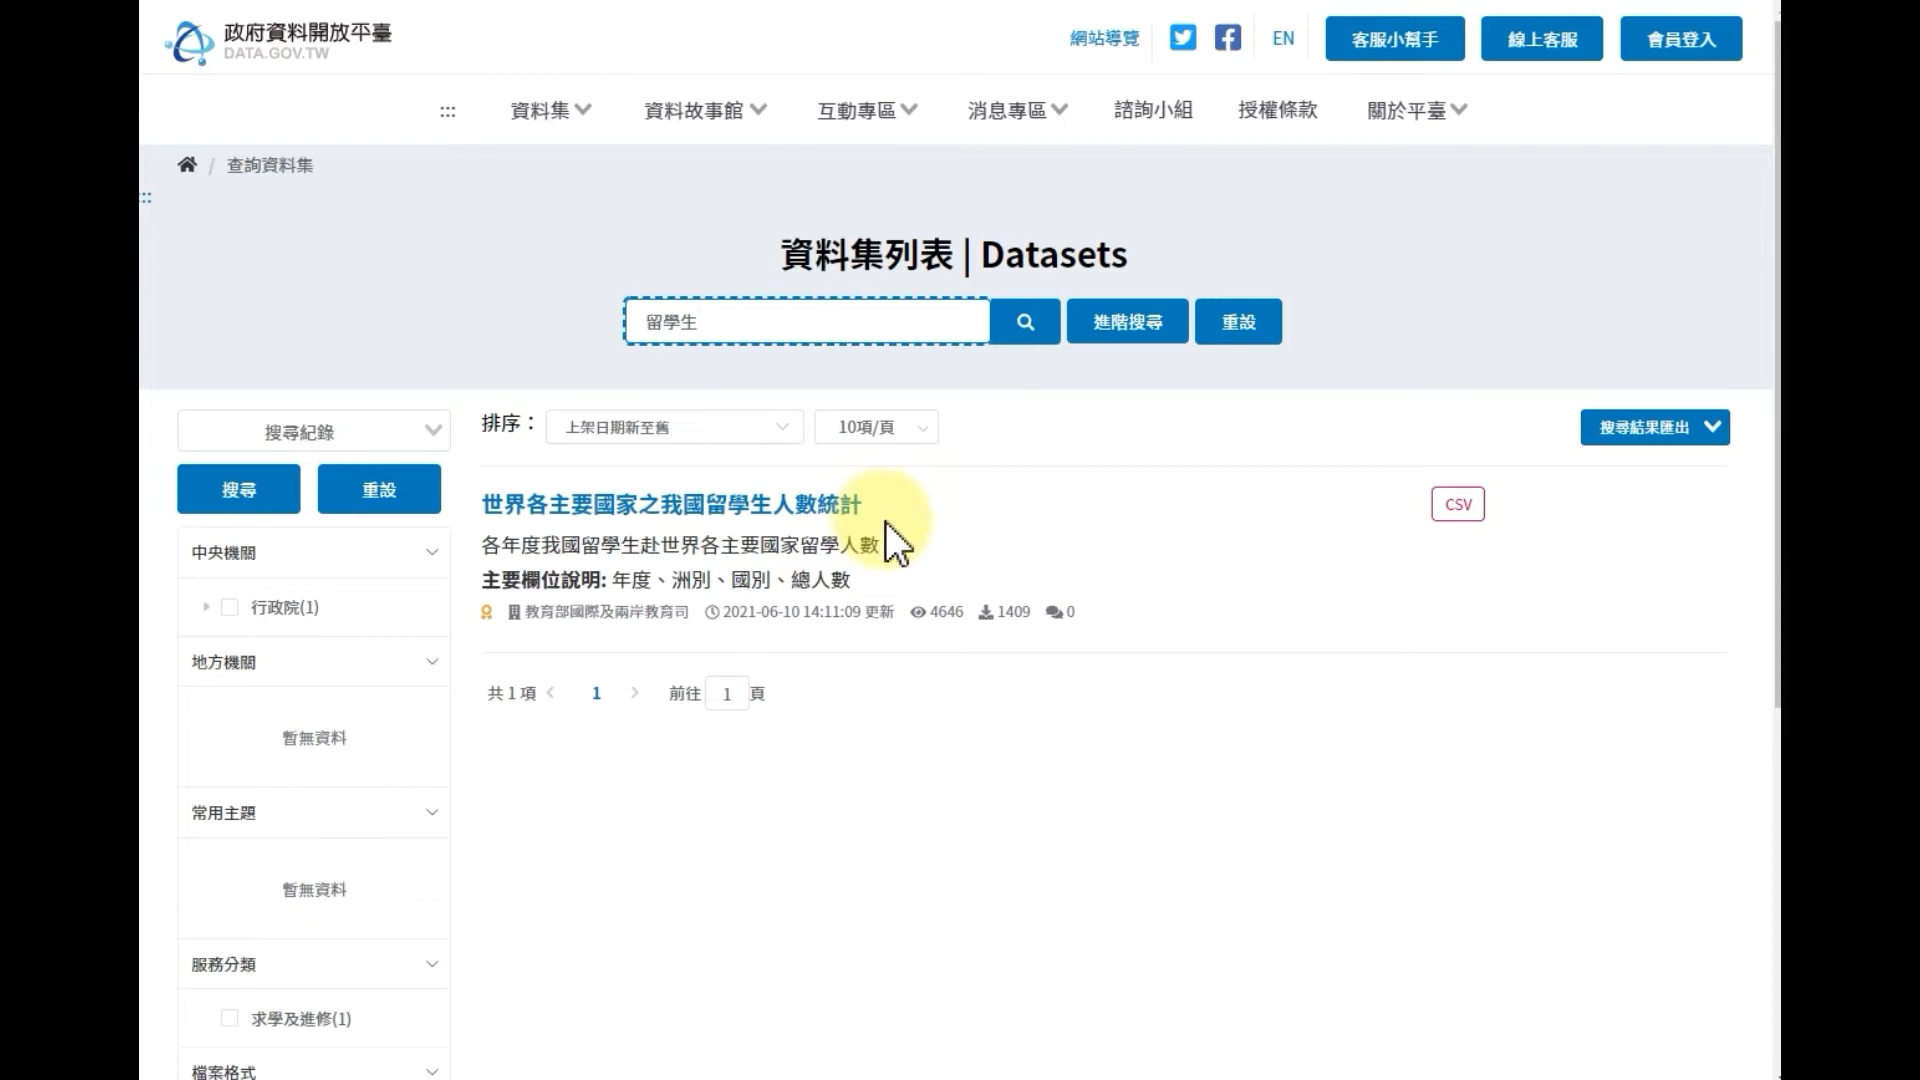 政府資料開放平臺
DATA.GOV.TW
網站導覽
EN
客服小幫手
線上客服
會員登入
:::
資料集
資料故事館
互動專區
消息專區
諮詢小組
授權條款
關於平臺
/ 查詢資料集
:::
資料集列表 | Datasets
留學生
進階搜尋
重設
搜尋紀錄
搜尋
重設
中央機關
行政院(1)
地方機關
暫無資料
常用主題
暫無資料
服務分類
求學及進修(1)
檔案格式
排序：
上架日期新至舊
10項/頁
搜尋結果匯出
世界各主要國家之我國留學生人數統計
CSV
各年度我國留學生赴世界各主要國家留學人數
主要欄位說明: 年度、洲別、國別、總人數
教育部國際及兩岸教育司 2021-06-10 14:11:09 更新 4646 1409 0
共 1 項 1 前往 1 頁